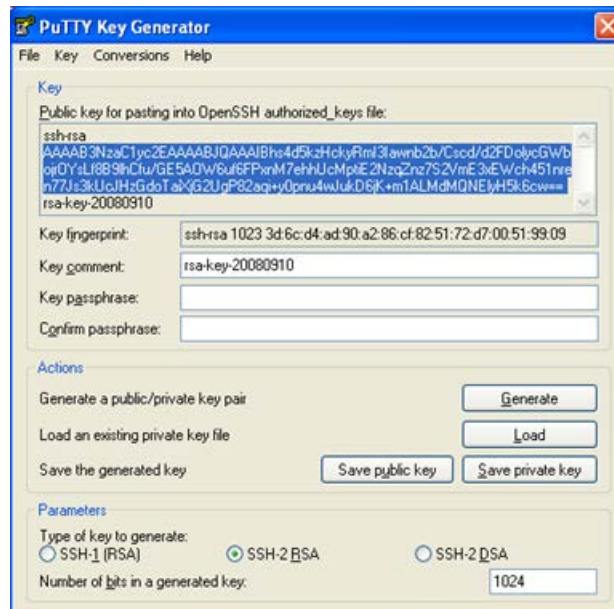 PuTTY Key Generator
File Key Conversions Help
Key
Public key for pasting into OpenSSH authorized_keys file:
ssh-rsa
rsa-key-20080910
Key fingerprint: ssh-rsa 1023 3d:6c:d4:ad:90:a2:86:cf:82:51:72:d7:00:51:99:09
Key comment: rsa-key-20080910
Key passphrase:
Confirm passphrase:
Actions
Generate a public/private key pair Generate
Load an existing private key file Load
Save the generated key Save public key Save private key
Parameters
Type of key to generate:
SSH-1 (RSA) SSH-2 RSA SSH-2 DSA
Number of bits in a generated key: 1024